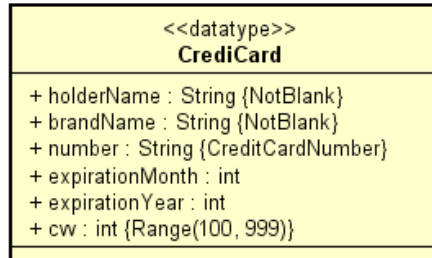 <<datatype>>
CrediCard
+ holderName : String {NotBlank}
+ brandName : String {NotBlank}
+ number : String {CreditCardNumber}
+ expirationMonth : int
+ expirationYear : int
+ cvv : int {Range(100, 999)}